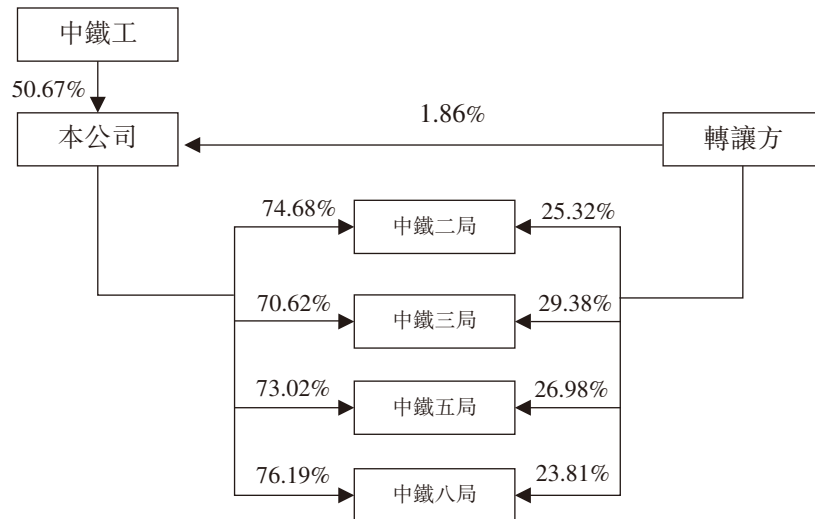 中鐵工
50.67%
本公司
1.86%
轉讓方
74.68%
中鐵二局
25.32%
70.62%
中鐵三局
29.38%
73.02%
中鐵五局
26.98%
76.19%
中鐵八局
23.81%